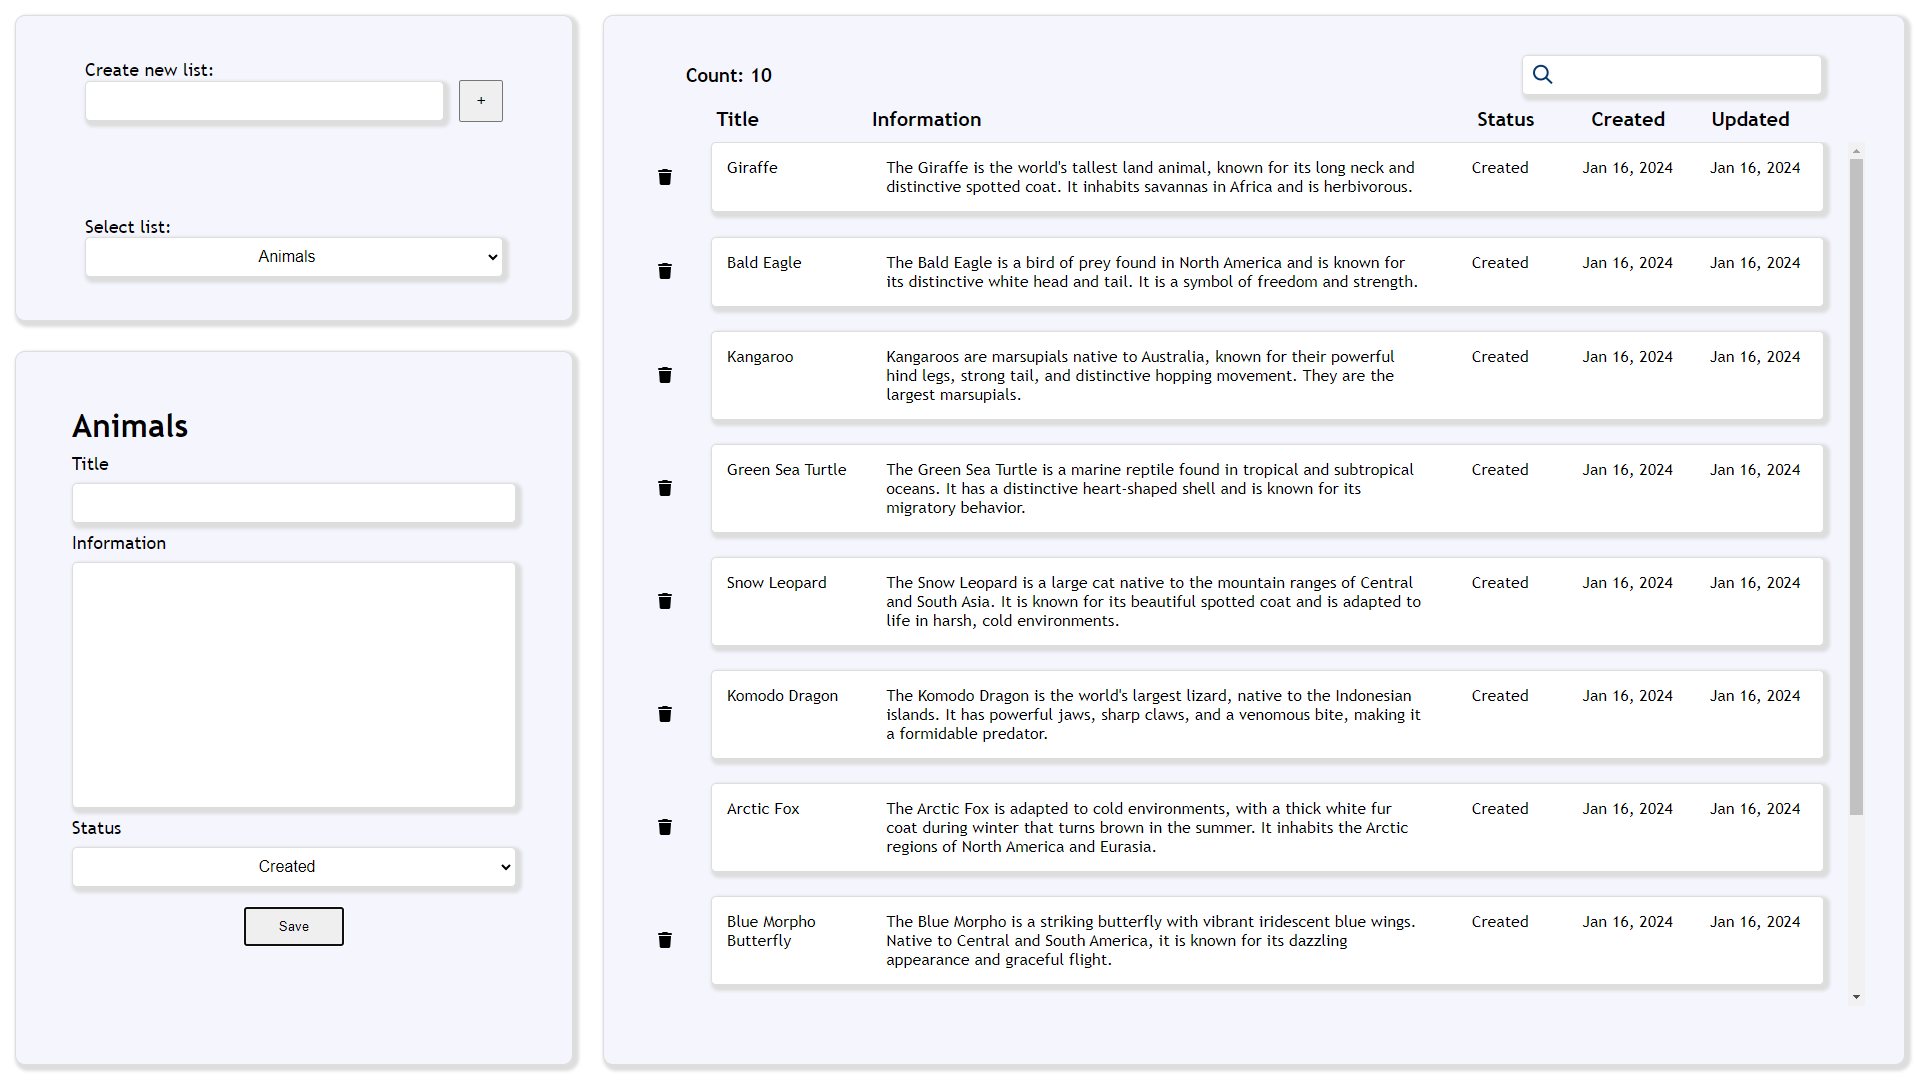 Create new list:
+
Select list:
Animals
Animals
Title
Information
Status
Created
Save
Count: 10
Title Information Status Created Updated
Giraffe The Giraffe is the world's tallest land animal, known for its long neck and Created Jan 16, 2024 Jan 16, 2024
distinctive spotted coat. It inhabits savannas in Africa and is herbivorous.
Bald Eagle The Bald Eagle is a bird of prey found in North America and is known for Created Jan 16, 2024 Jan 16, 2024
its distinctive white head and tail. It is a symbol of freedom and strength.
Kangaroo Kangaroos are marsupials native to Australia, known for their powerful Created Jan 16, 2024 Jan 16, 2024
hind legs, strong tail, and distinctive hopping movement. They are the
largest marsupials.
Green Sea Turtle The Green Sea Turtle is a marine reptile found in tropical and subtropical Created Jan 16, 2024 Jan 16, 2024
oceans. It has a distinctive heart-shaped shell and is known for its
migratory behavior.
Snow Leopard The Snow Leopard is a large cat native to the mountain ranges of Central Created Jan 16, 2024 Jan 16, 2024
and South Asia. It is known for its beautiful spotted coat and is adapted to
life in harsh, cold environments.
Komodo Dragon The Komodo Dragon is the world's largest lizard, native to the Indonesian Created Jan 16, 2024 Jan 16, 2024
islands. It has powerful jaws, sharp claws, and a venomous bite, making it
a formidable predator.
Arctic Fox The Arctic Fox is adapted to cold environments, with a thick white fur Created Jan 16, 2024 Jan 16, 2024
coat during winter that turns brown in the summer. It inhabits the Arctic
regions of North America and Eurasia.
Blue Morpho The Blue Morpho is a striking butterfly with vibrant iridescent blue wings. Created Jan 16, 2024 Jan 16, 2024
Butterfly Native to Central and South America, it is known for its dazzling
appearance and graceful flight.